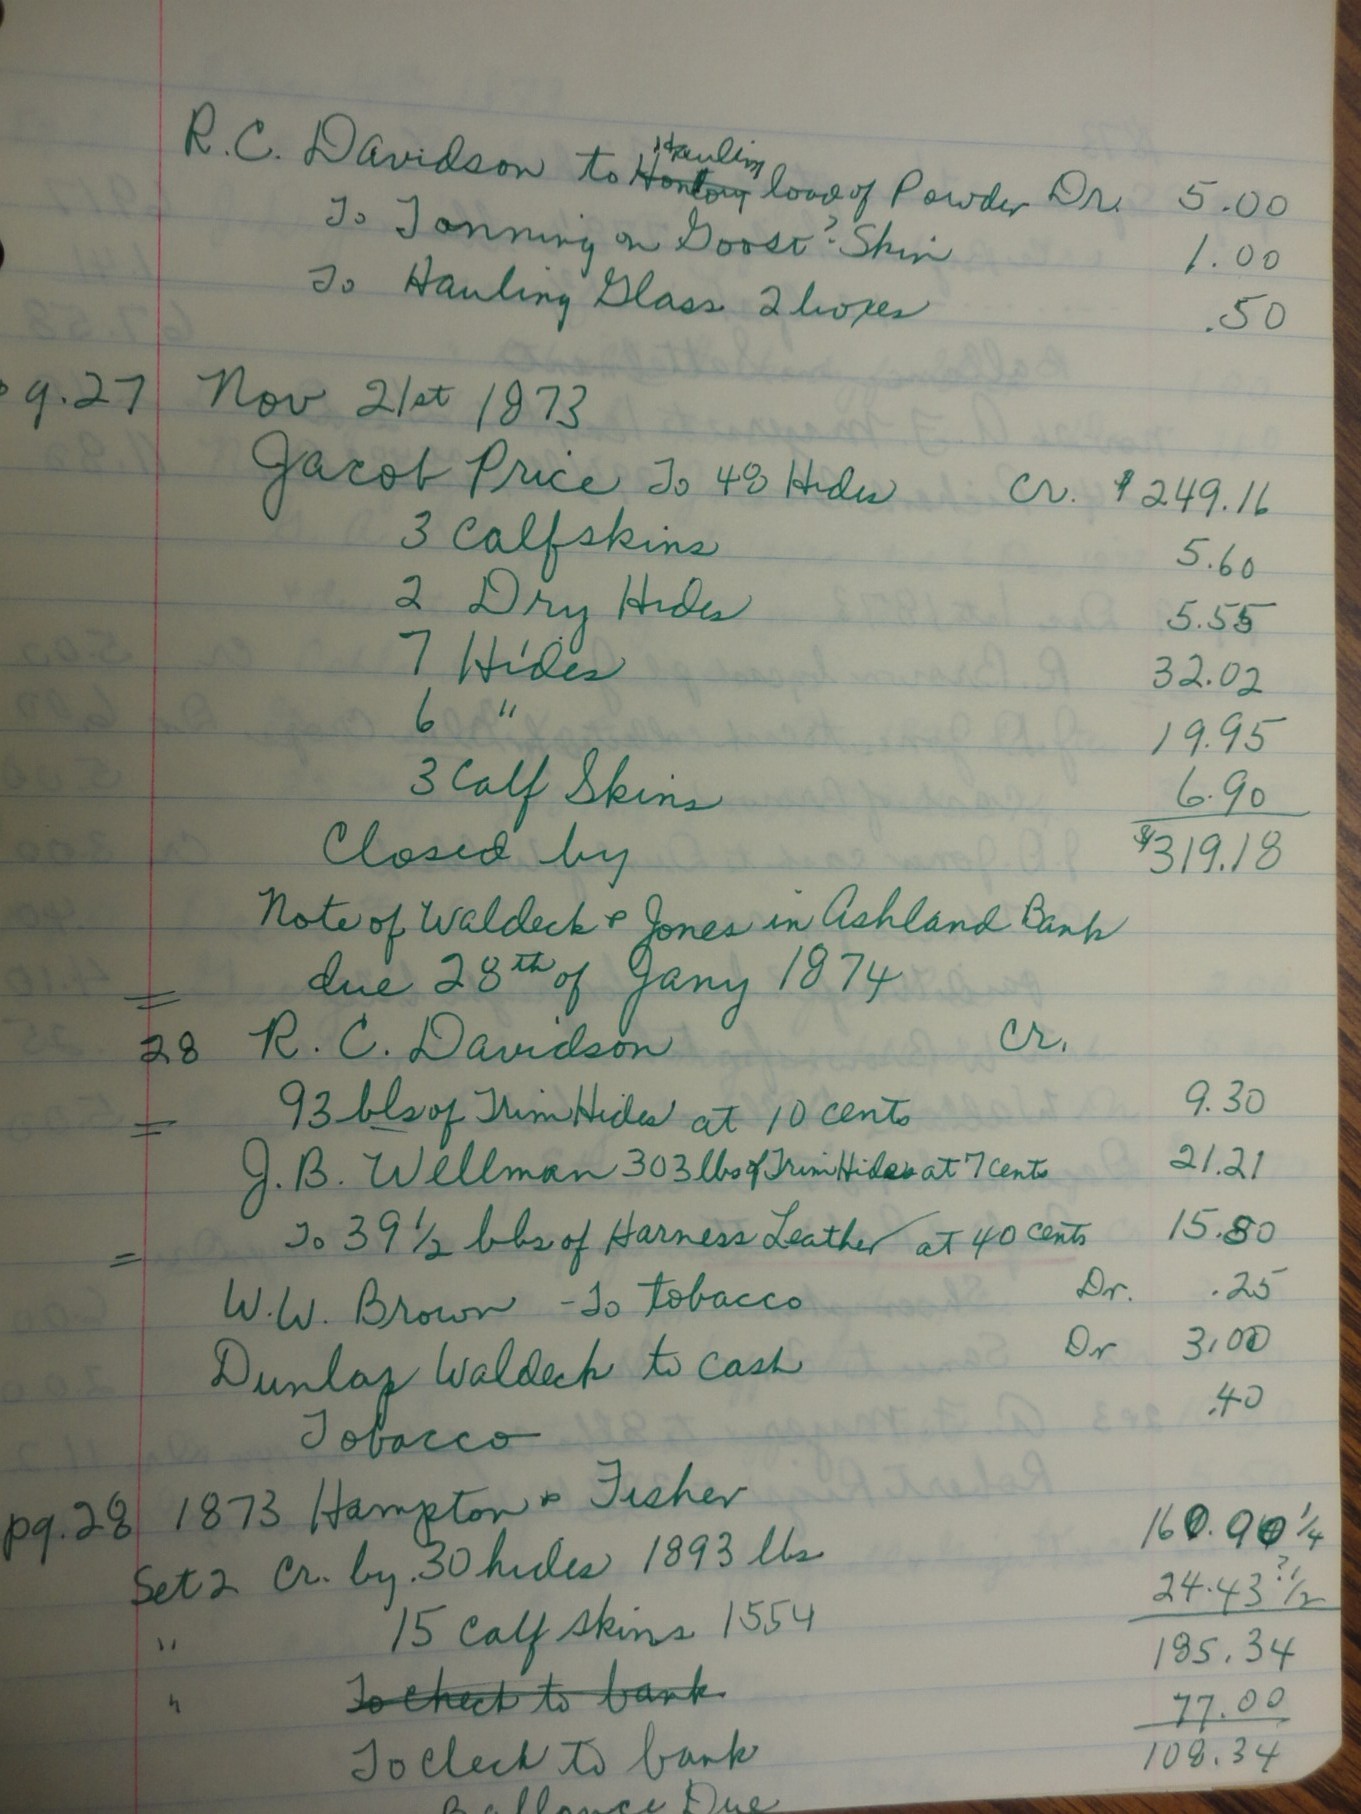 R.C. Davidson to Hauling load of Powder Dr. 5.00
To Tanning on Goost? Skin 1.00
To Hauling Glass 2 boxes .50
pg.27 Nov 21st 1873
Jacob Price To 48 Hides Cr. $249.16
3 Calfskins 5.60
2 Dry Hides 5.55
7 Hides 32.02
6 " 19.95
3 Calf Skins 6.90
Closed by $319.18
Note of Waldeck & Jones in Ashland Bank
due 28th of Jany 1874
28 R. C. Davidson Cr.
93 bls of Trim Hides at 10 cents 9.30
J. B. Wellman 303 lbs of Trim Hides at 7 cents 21.21
To 39 1/2 bbs of Harness Leather at 40 cents 15.80
W.W. Brown - To tobacco Dr. .25
Dunlap Waldeck to cash Dr 3.00
Tobacco .40
pg.28 1873 Hampton & Fisher
Set 2 Cr. by 30 hides 1893 lbs 160.90 1/4
" 15 Calf skins 1554 24.43 ? 1/2
185.34
" To check to bank 77.00
To Check to bank 108.34
Ballance Due